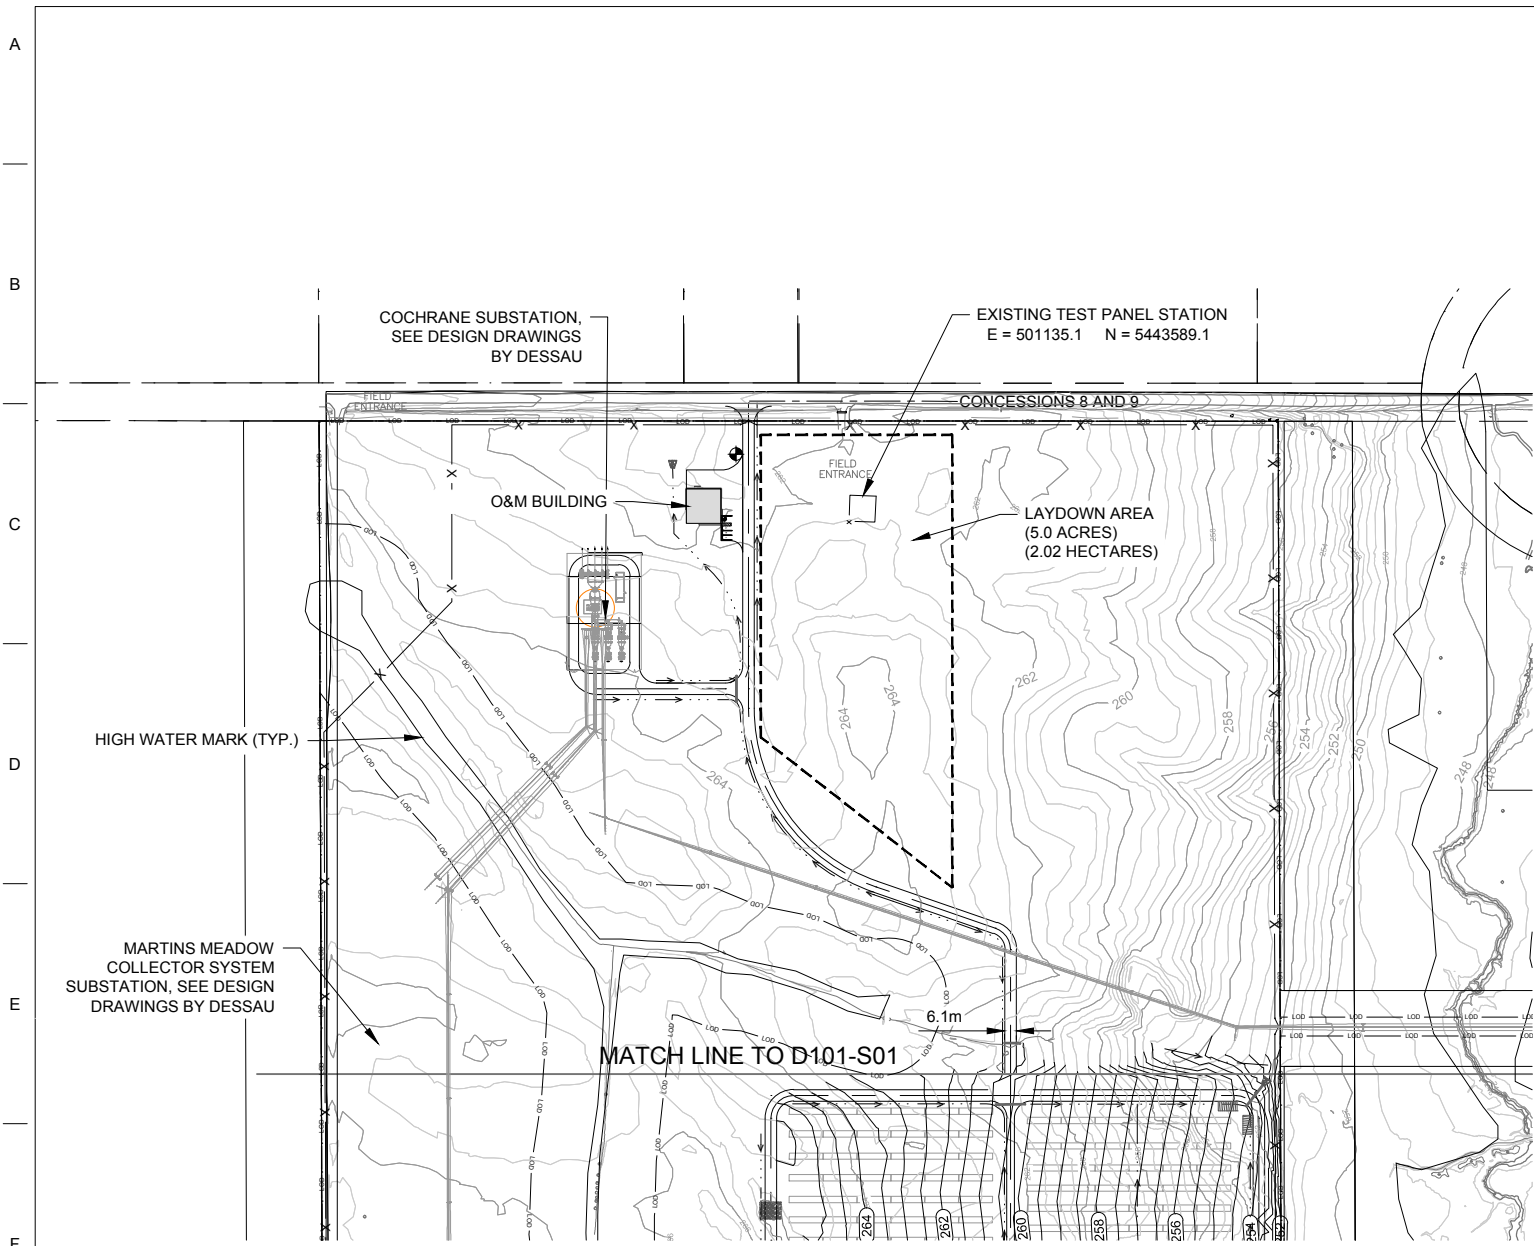 A
B
C
D
E
F
COCHRANE SUBSTATION,
SEE DESIGN DRAWINGS
BY DESSAU
EXISTING TEST PANEL STATION
E = 501135.1 N = 5443589.1
FIELD
ENTRANCE
CONCESSIONS 8 AND 9
FIELD
ENTRANCE
O&M BUILDING
LAYDOWN AREA
(5.0 ACRES)
(2.02 HECTARES)
HIGH WATER MARK (TYP.)
264
264
264
262
260
258
256
254
252
250
248
248
MARTINS MEADOW
COLLECTOR SYSTEM
SUBSTATION, SEE DESIGN
DRAWINGS BY DESSAU
6.1m
MATCH LINE TO D101-S01
LOD
264
262
260
258
256
254
252